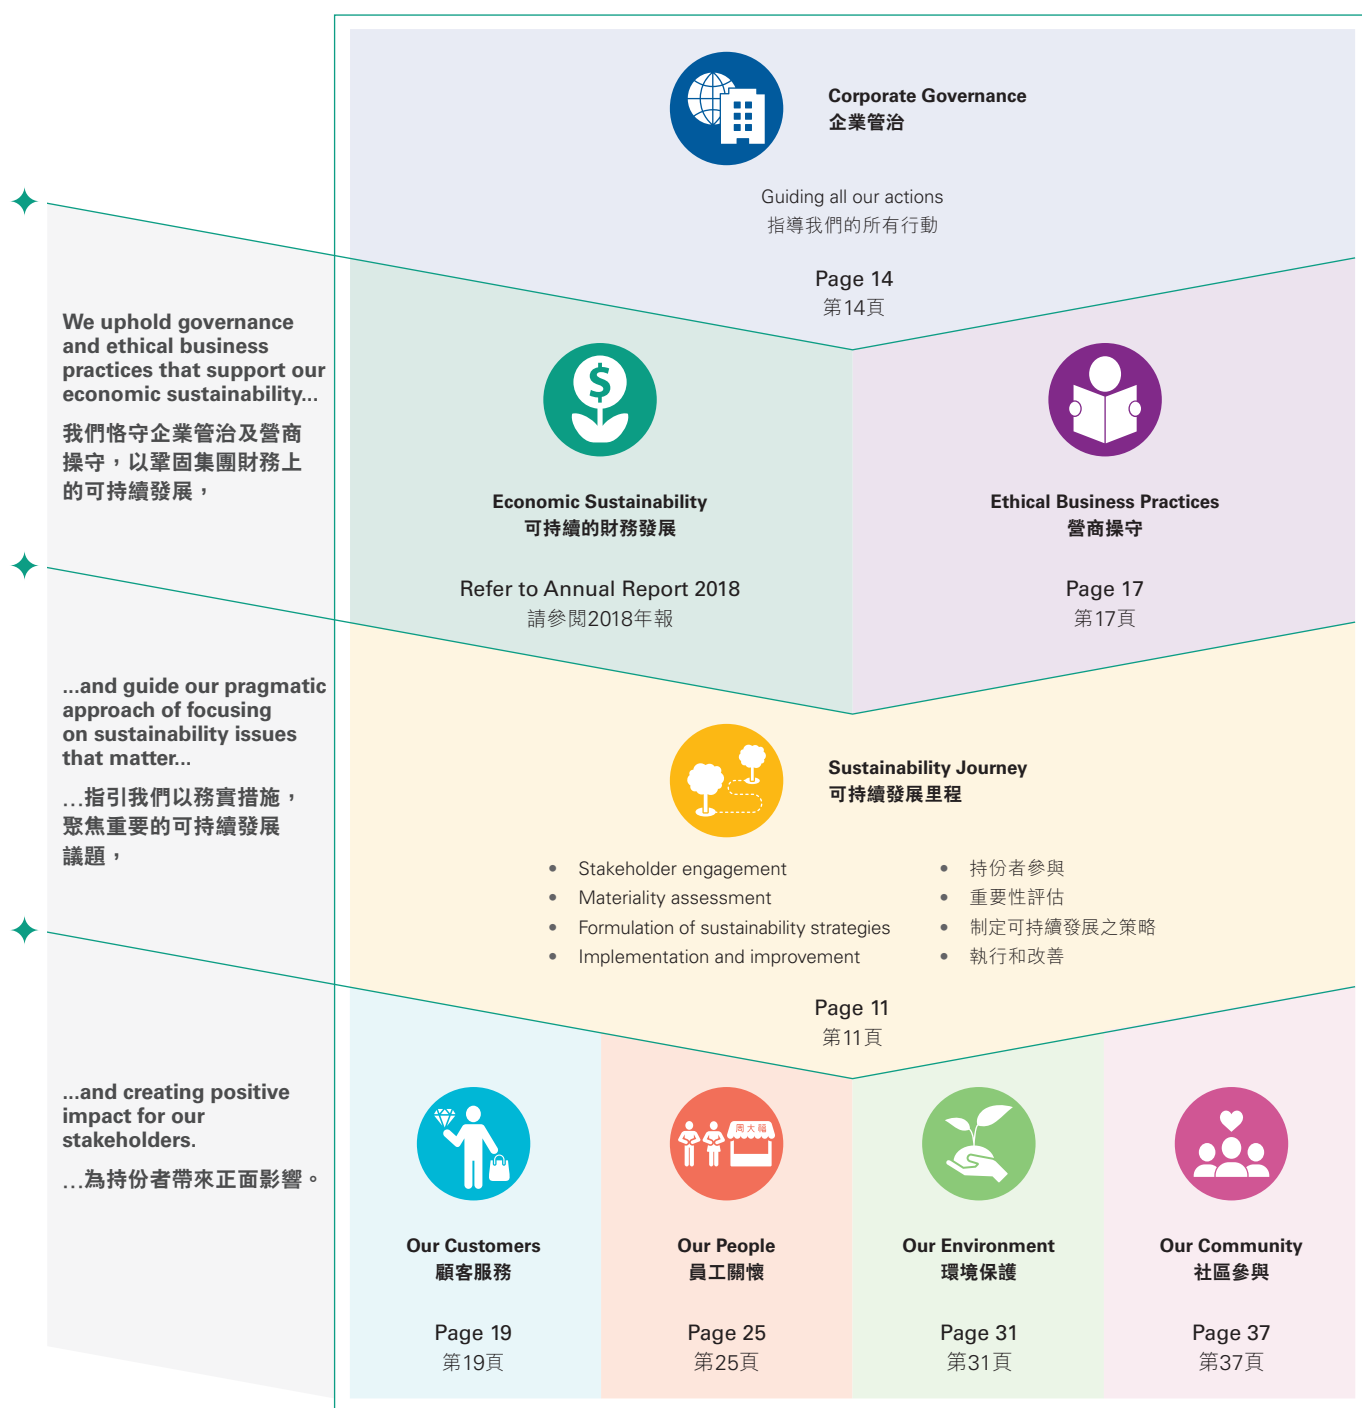 Corporate Governance
企業管治
Guiding all our actions
指導我們的所有行動
Page 14
第14頁
We uphold governance
and ethical business
practices that support our
economic sustainability...
我們恪守企業管治及營商
操守，以鞏固集團財務上
的可持續發展，
Economic Sustainability
可持續的財務發展
Refer to Annual Report 2018
請參閱2018年報
Ethical Business Practices
營商操守
Page 17
第17頁
...and guide our pragmatic
approach of focusing
on sustainability issues
that matter...
…指引我們以務實措施，
聚焦重要的可持續發展
議題，
Sustainability Journey
可持續發展里程
• Stakeholder engagement
• Materiality assessment
• Formulation of sustainability strategies
• Implementation and improvement
• 持份者參與
• 重要性評估
• 制定可持續發展之策略
• 執行和改善
Page 11
第11頁
...and creating positive
impact for our
stakeholders.
…為持份者帶來正面影響。
Our Customers
顧客服務
Page 19
第19頁
周大福
Our People
員工關懷
Page 25
第25頁
Our Environment
環境保護
Page 31
第31頁
Our Community
社區參與
Page 37
第37頁